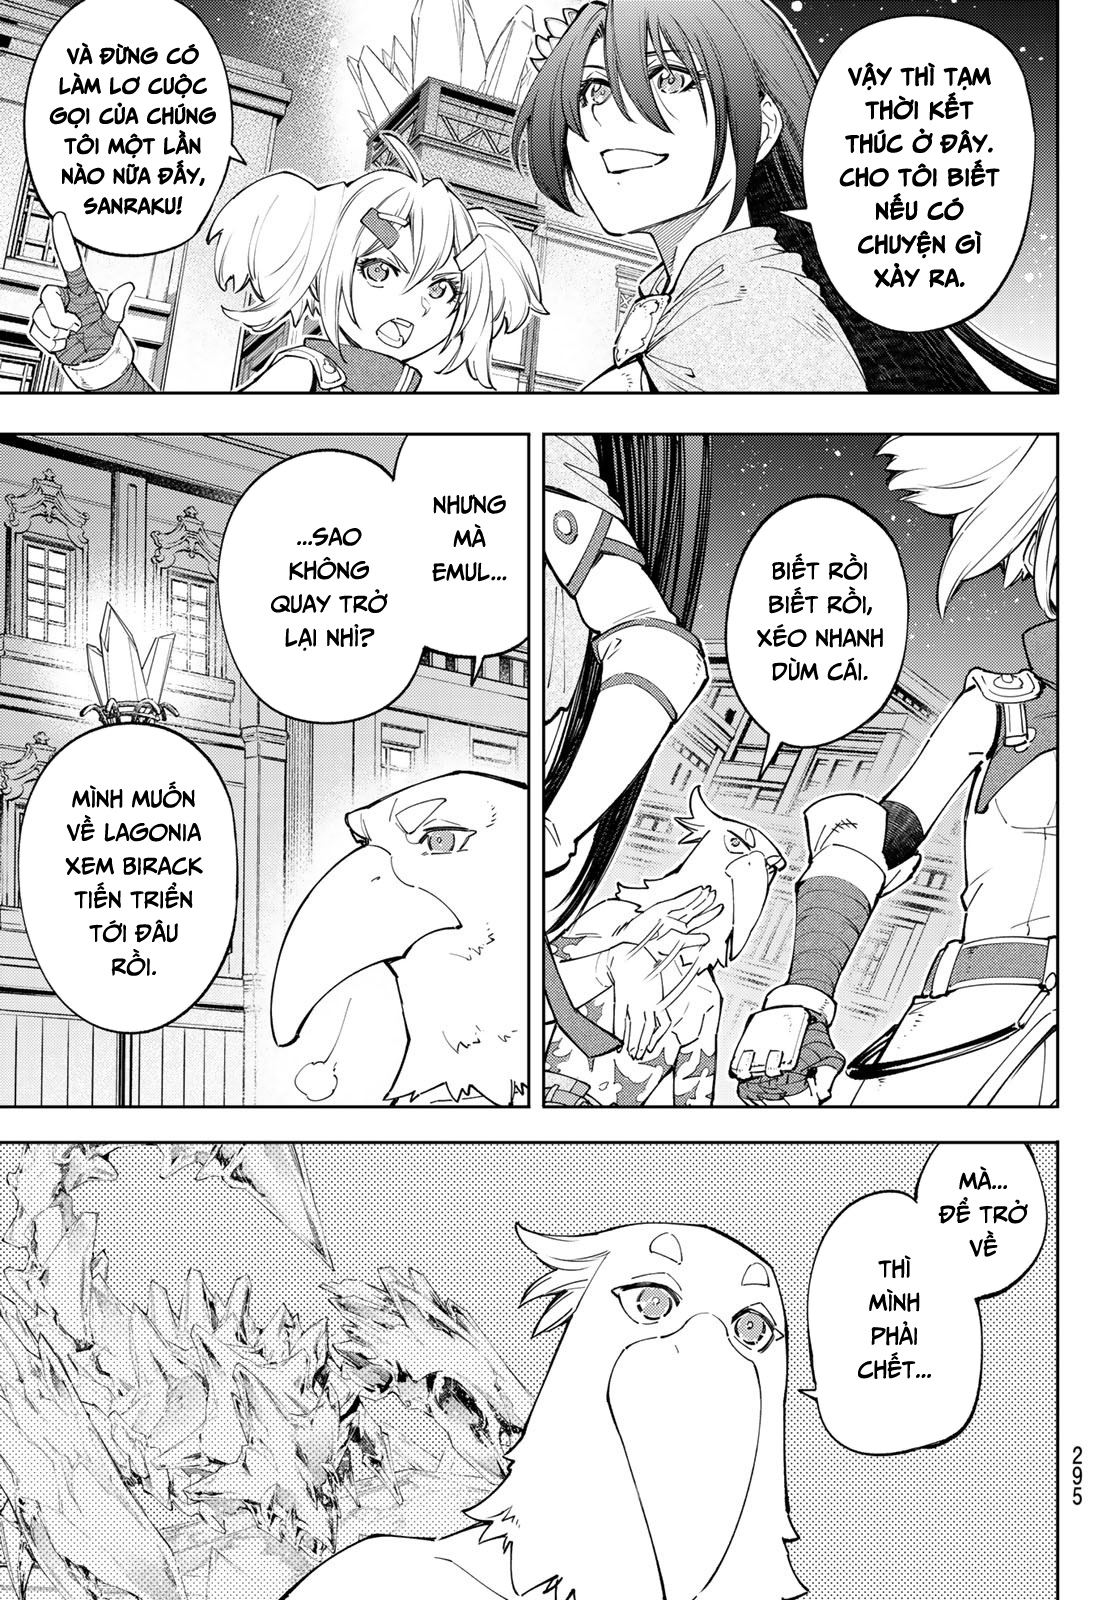 VẬY THÌ TẠM
THỜI KẾT
THÚC Ở ĐÂY.
CHO TÔI BIẾT
NẾU CÓ
CHUYỆN GÌ
XẢY RA.
VÀ ĐỪNG CÓ
LÀM LƠ CUỘC
GỌI CỦA CHÚNG
TÔI MỘT LẦN
NÀO NỮA ĐẤY,
SANRAKU!
BIẾT RỒI
BIẾT RỒI,
XÉO NHANH
DÙM CÁI.
NHƯNG
MÀ
EMUL...
...SAO
KHÔNG
QUAY TRỞ
LẠI NHỈ?
MÌNH MUỐN
VỀ LAGONIA
XEM BIRACK
TIẾN TRIỂN
TỚI ĐÂU
RỒI.
MÀ...
ĐỂ TRỞ
VỀ
THÌ
MÌNH
PHẢI
CHẾT...
295